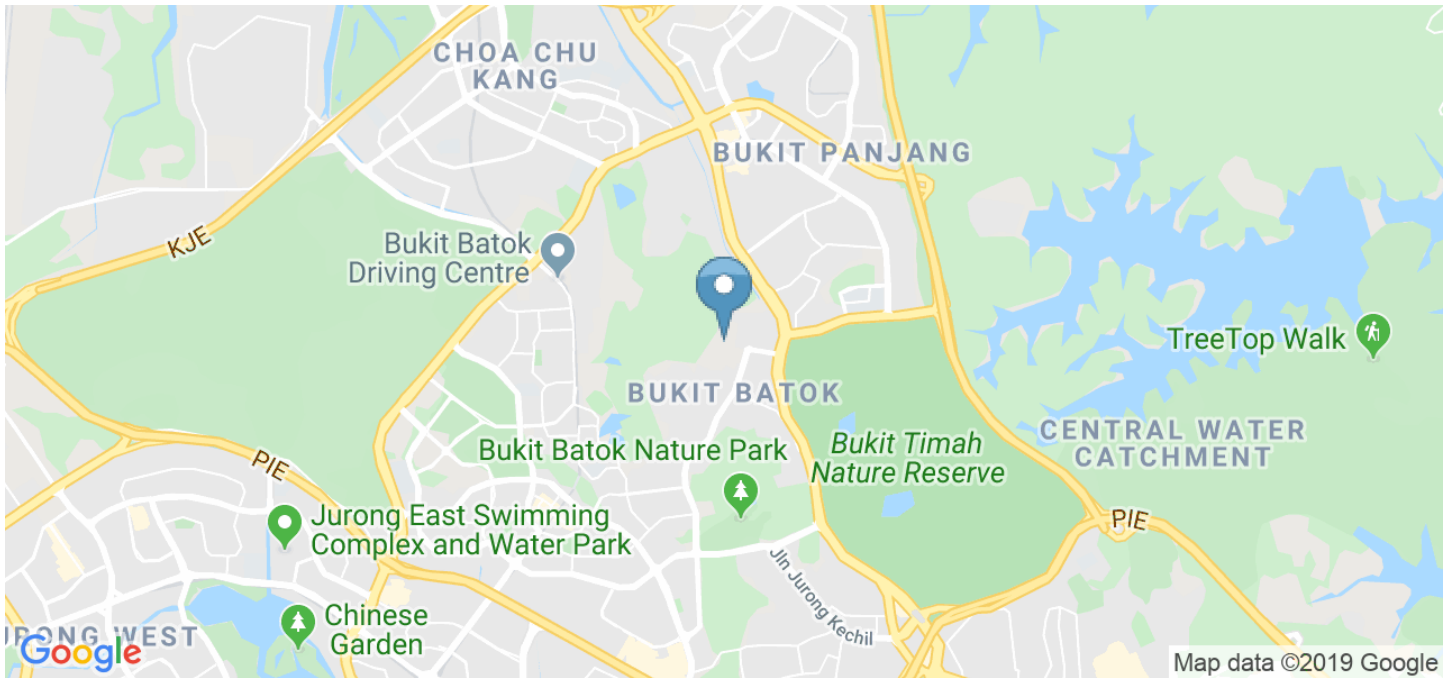 CHOA CHU
KANG
BUKIT PANJANG
KJE
Bukit Batok
Driving Centre
TreeTop Walk
BUKIT BATOK
CENTRAL WATER
CATCHMENT
Bukit Timah
Nature Reserve
Bukit Batok Nature Park
PIE
Jurong East Swimming
Complex and Water Park
PIE
Jln Jurong Kechil
Chinese
Garden
URONG WEST
Google
Map data ©2019 Google